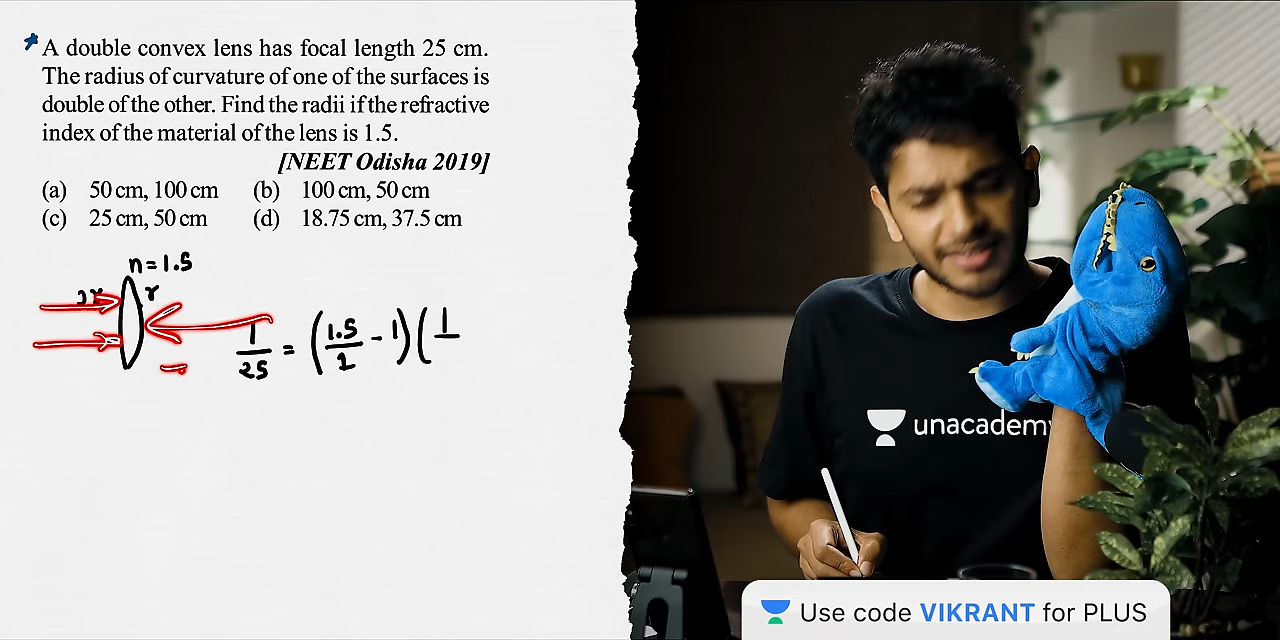 A double convex lens has focal length 25 cm.
The radius of curvature of one of the surfaces is
double of the other. Find the radii if the refractive
index of the material of the lens is 1.5.
[NEET Odisha 2019]
(a) 50 cm, 100 cm (b) 100 cm, 50 cm
(c) 25 cm, 50 cm (d) 18.75 cm, 37.5 cm
n = 1.5
r
1/25 = (1.5/1 - 1)(1
unacademy
Use code VIKRANT for PLUS